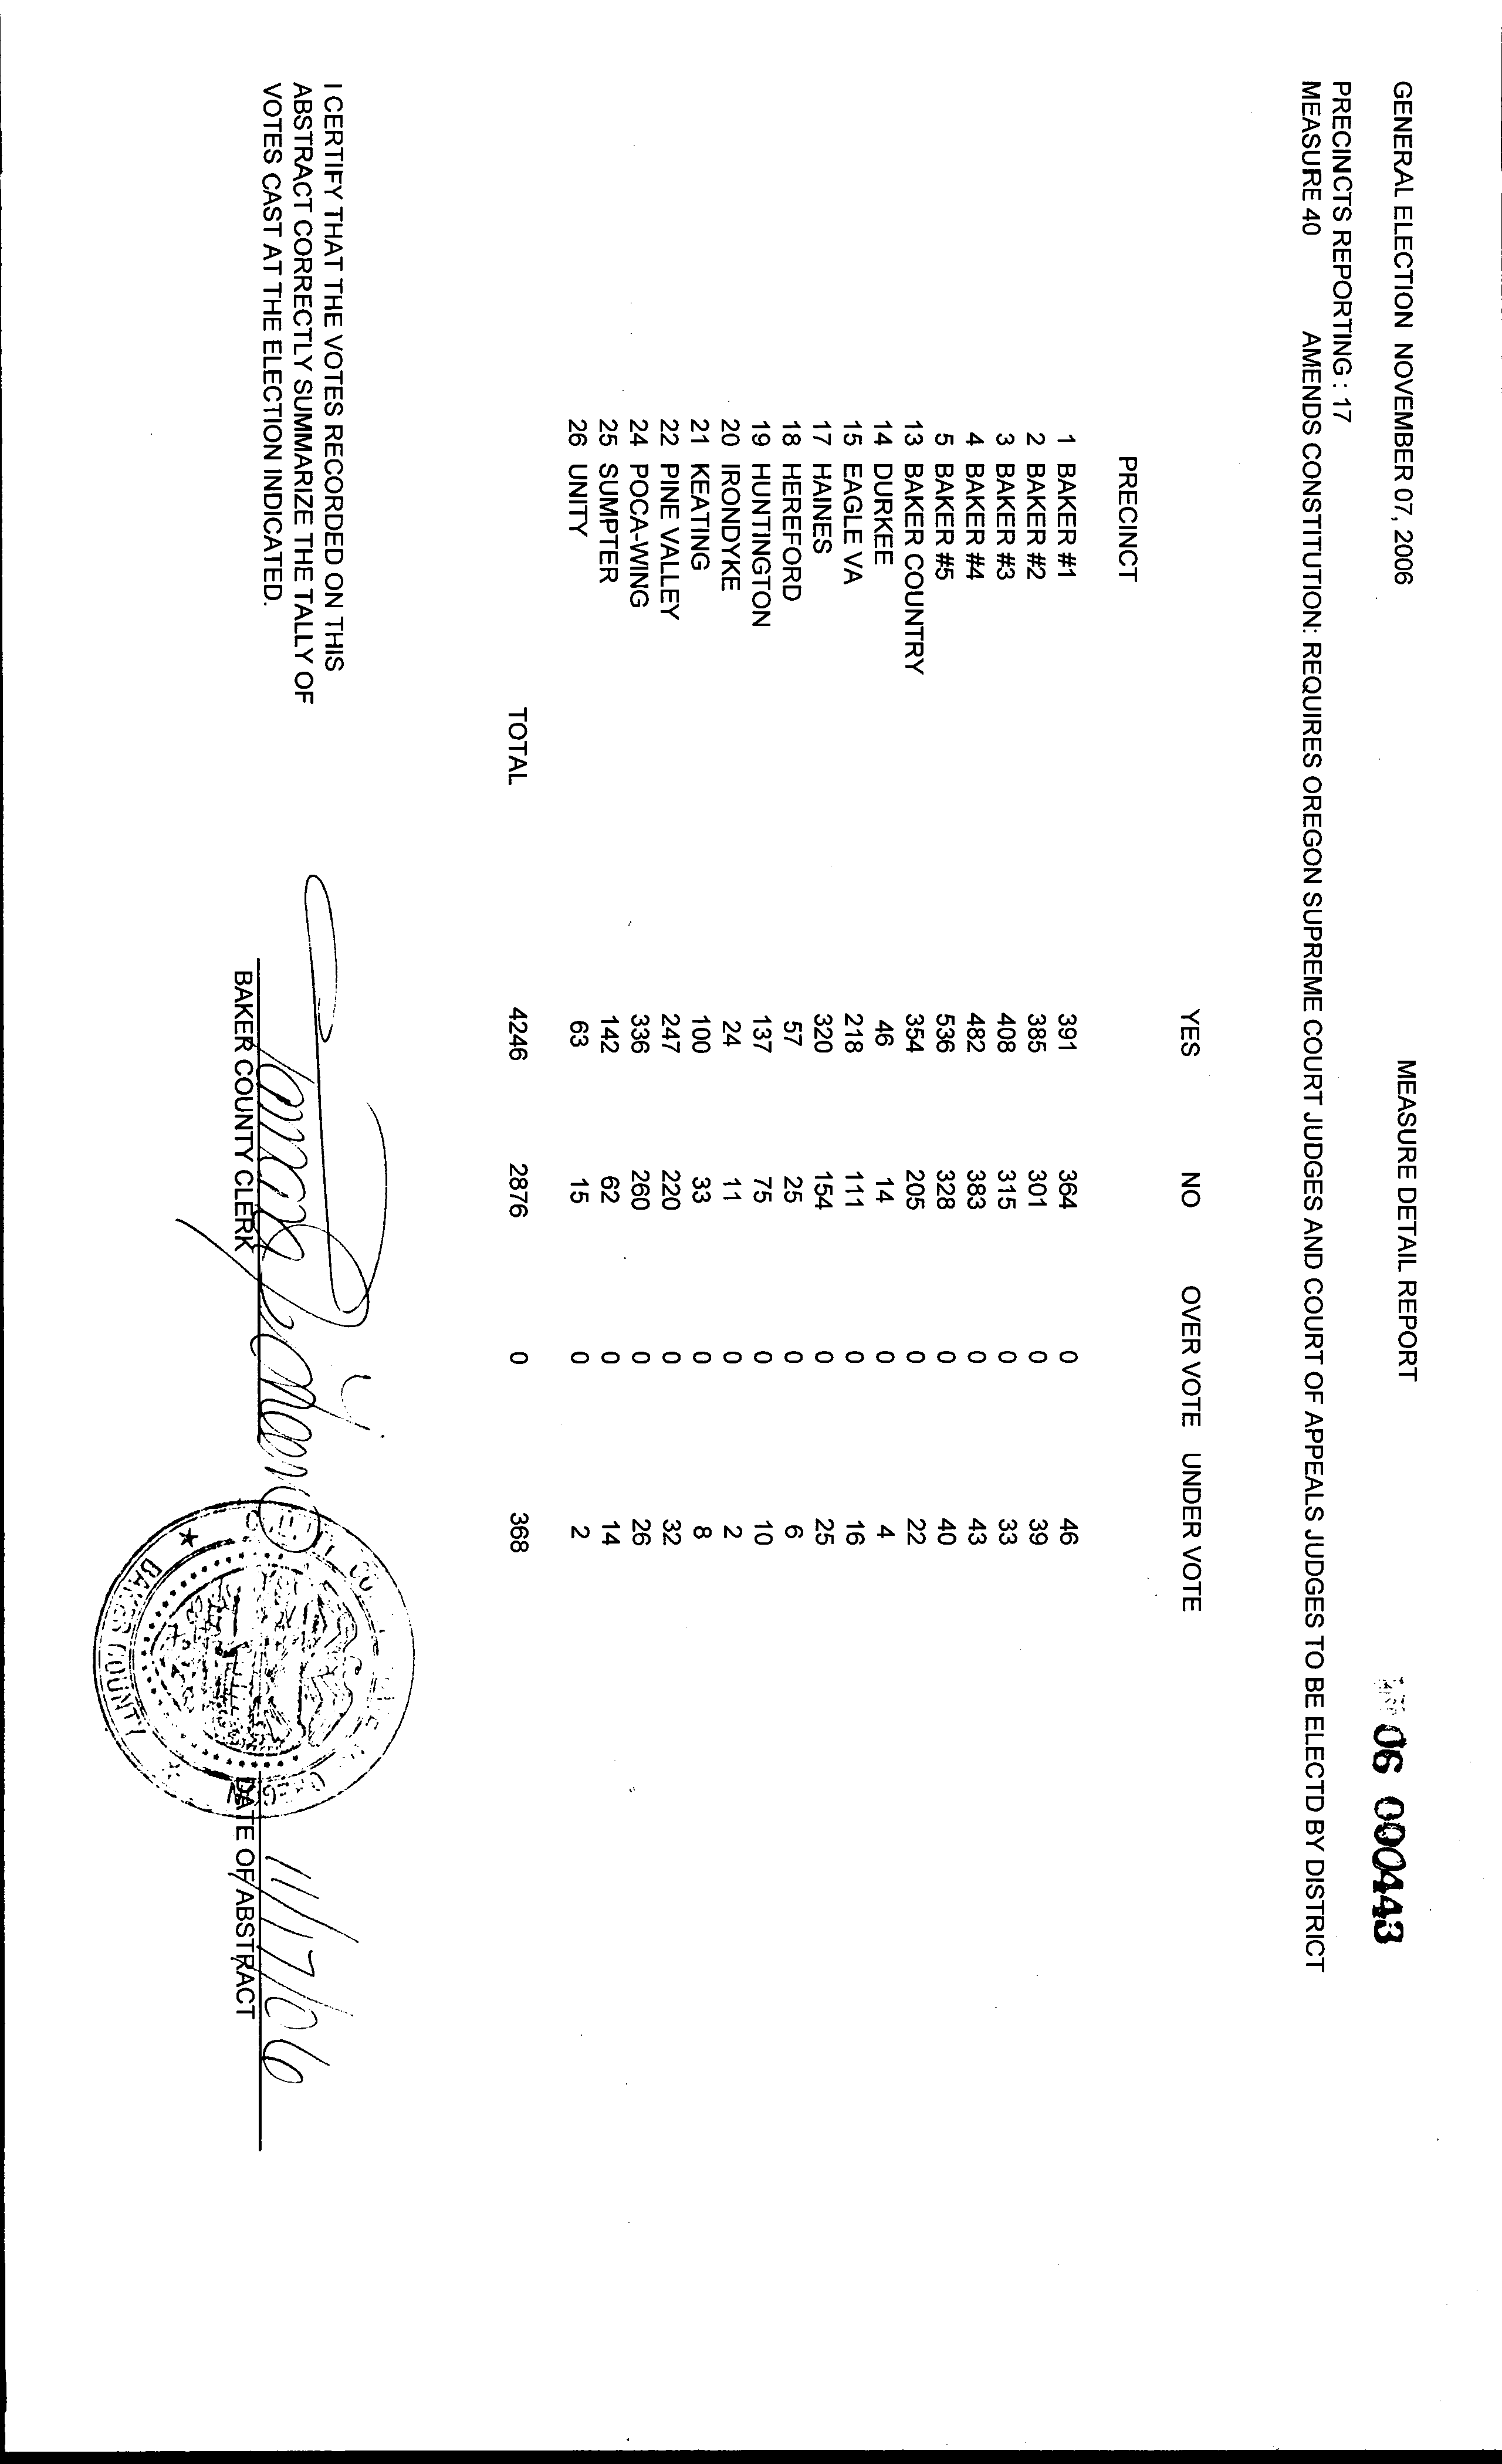 GENERAL ELECTION NOVEMBER 07, 2006 MEASURE DETAIL REPORT 06 000443
PRECINCTS REPORTING : 17
MEASURE 40 AMENDS CONSTITUTION: REQUIRES OREGON SUPREME COURT JUDGES AND COURT OF APPEALS JUDGES TO BE ELECTD BY DISTRICT
YES NO OVER VOTE UNDER VOTE
PRECINCT
1 BAKER #1 391 364 0 46
2 BAKER #2 385 301 0 39
3 BAKER #3 408 315 0 33
4 BAKER #4 482 383 0 43
5 BAKER #5 536 328 0 40
13 BAKER COUNTRY 354 205 0 22
14 DURKEE 46 14 0 4
15 EAGLE VA 218 111 0 16
17 HAINES 320 154 0 25
18 HEREFORD 57 25 0 6
19 HUNTINGTON 137 75 0 10
20 IRONDYKE 24 11 0 2
21 KEATING 100 33 0 8
22 PINE VALLEY 247 220 0 32
24 POCA-WING 336 260 0 26
25 SUMPTER 142 62 0 14
26 UNITY 63 15 0 2
TOTAL 4246 2876 0 368
I CERTIFY THAT THE VOTES RECORDED ON THIS
ABSTRACT CORRECTLY SUMMARIZE THE TALLY OF
VOTES CAST AT THE ELECTION INDICATED.
11/17/06
BAKER COUNTY CLERK DATE OF ABSTRACT
BAKER COUNTY